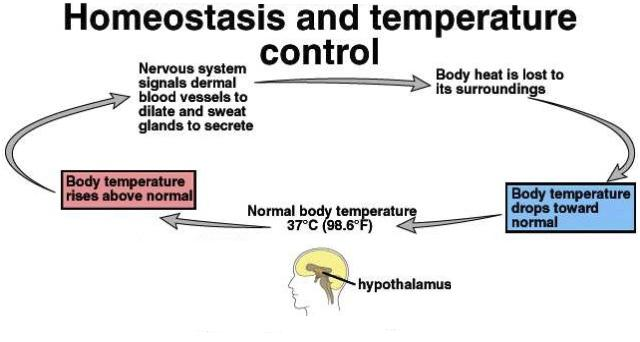 Homeostasis and temperature
control
Nervous system
signals dermal
blood vessels to
dilate and sweat
glands to secrete
Body heat is lost to
its surroundings
Body temperature
rises above normal
Normal body temperature
37°C (98.6°F)
Body temperature
drops toward
normal
hypothalamus